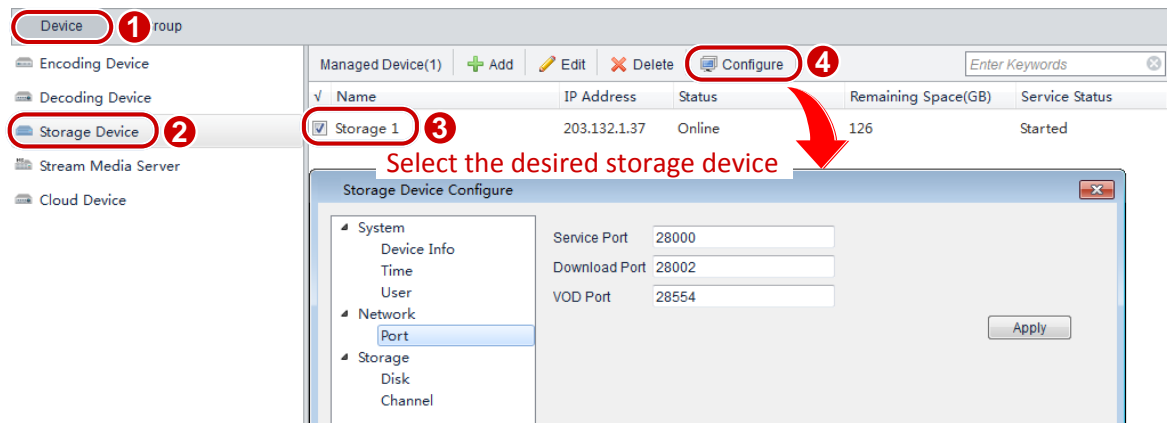 Device 1 roup
Encoding Device
Decoding Device
Storage Device 2
Stream Media Server
Cloud Device
Managed Device(1) Add Edit Delete Configure 4 Enter Keywords
√ Name IP Address Status Remaining Space(GB) Service Status
Storage 1 3 203.132.1.37 Online 126 Started
Select the desired storage device
Storage Device Configure
System
Device Info
Time
User
Network
Port
Storage
Disk
Channel
Service Port 28000
Download Port 28002
VOD Port 28554
Apply